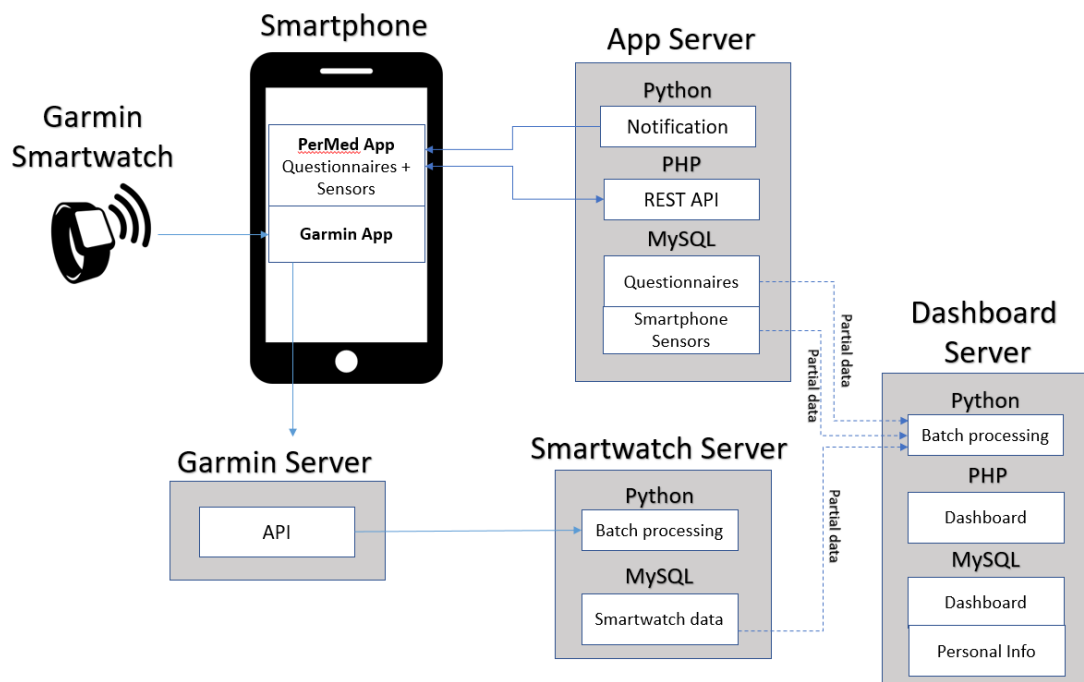 Smartphone
Garmin
Smartwatch
PerMed App
Questionnaires +
Sensors
Garmin App
App Server
Python
Notification
PHP
REST API
MySQL
Questionnaires
Smartphone
Sensors
Partial data
Partial data
Partial data
Garmin Server
API
Smartwatch Server
Python
Batch processing
MySQL
Smartwatch data
Dashboard
Server
Python
Batch processing
PHP
Dashboard
MySQL
Dashboard
Personal Info